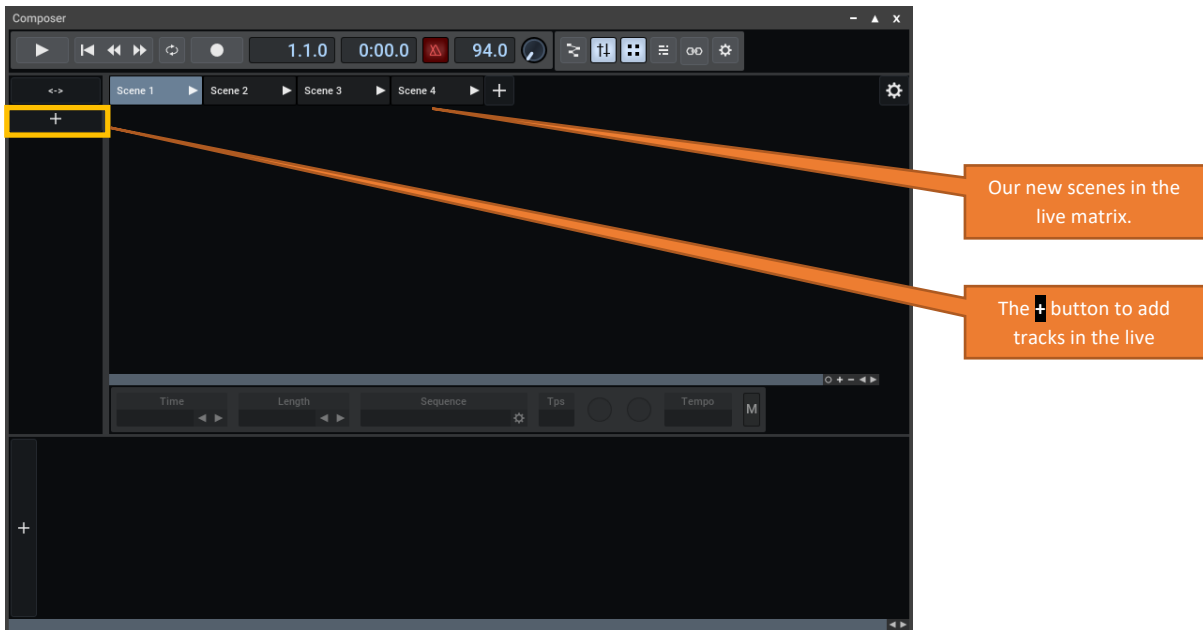 Composer
1.1.0 0:00.0 94.0
<-> Scene 1 Scene 2 Scene 3 Scene 4 +
+
Our new scenes in the
live matrix.
The + button to add
tracks in the live
Time Length Sequence Tps Tempo M
+